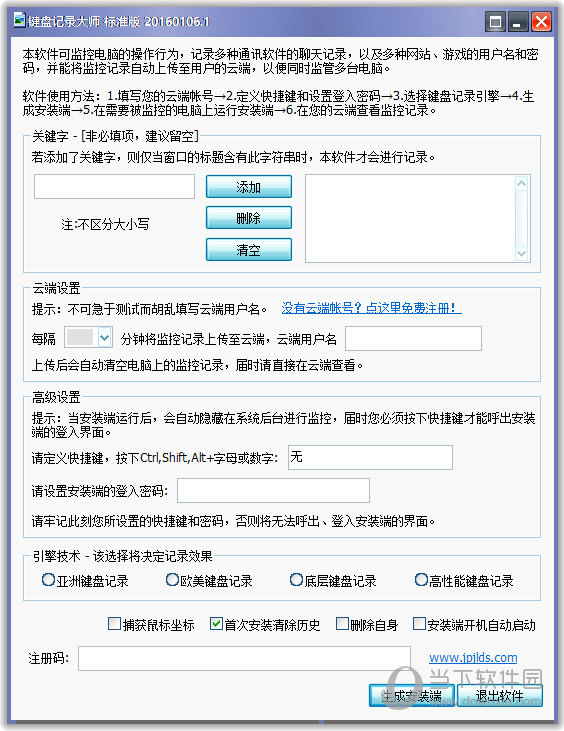 键盘记录大师 标准版 20160106.1
本软件可监控电脑的操作行为，记录多种通讯软件的聊天记录，以及多种网站、游戏的用户名和密
码，并能将监控记录自动上传至用户的云端，以便同时监管多台电脑。
软件使用方法：1.填写您的云端帐号→2.定义快捷键和设置登入密码→3.选择键盘记录引擎→4.生
成安装端→5.在需要被监控的电脑上运行安装端→6.在您的云端查看监控记录。
关键字 - [非必填项，建议留空]
若添加了关键字，则仅当窗口的标题含有此字符串时，本软件才会进行记录。
添加
注:不区分大小写
删除
清空
云端设置
提示：不可急于测试而胡乱填写云端用户名。 没有云端帐号？点这里免费注册！
每隔 分钟将监控记录上传至云端，云端用户名
上传后会自动清空电脑上的监控记录，届时请直接在云端查看。
高级设置
提示：当安装端运行后，会自动隐藏在系统后台进行监控，届时您必须按下快捷键才能呼出安装
端的登入界面。
请定义快捷键，按下Ctrl,Shift,Alt+字母或数字: 无
请设置安装端的登入密码:
请牢记此刻您所设置的快捷键和密码，否则将无法呼出、登入安装端的界面。
引擎技术 - 该选择将决定记录效果
亚洲键盘记录 欧美键盘记录 底层键盘记录 高性能键盘记录
捕获鼠标坐标 首次安装清除历史 删除自身 安装端开机自动启动
注册码: www.jpjlds.com
当下软件园
生成安装端 退出软件